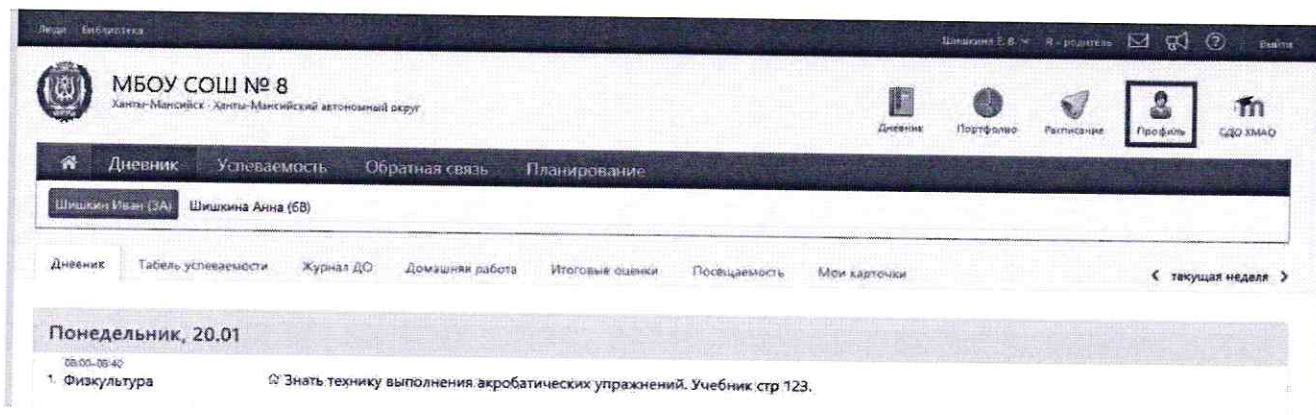 Люди Библиотека Шишкина Е. В. Я - родитель Выйти
МБОУ СОШ № 8
Ханты-Мансийск - Ханты-Мансийский автономный округ
Дневник Портфолио Расписание Профиль СДО ХМАО
Дневник Успеваемость Обратная связь Планирование
Шишкин Иван (3А) Шишкина Анна (6В)
Дневник Табель успеваемости Журнал ДО Домашняя работа Итоговые оценки Посещаемость Мои карточки < текущая неделя >
Понедельник, 20.01
08:00-08:40
1. Физкультура Знать технику выполнения акробатических упражнений. Учебник стр 123.